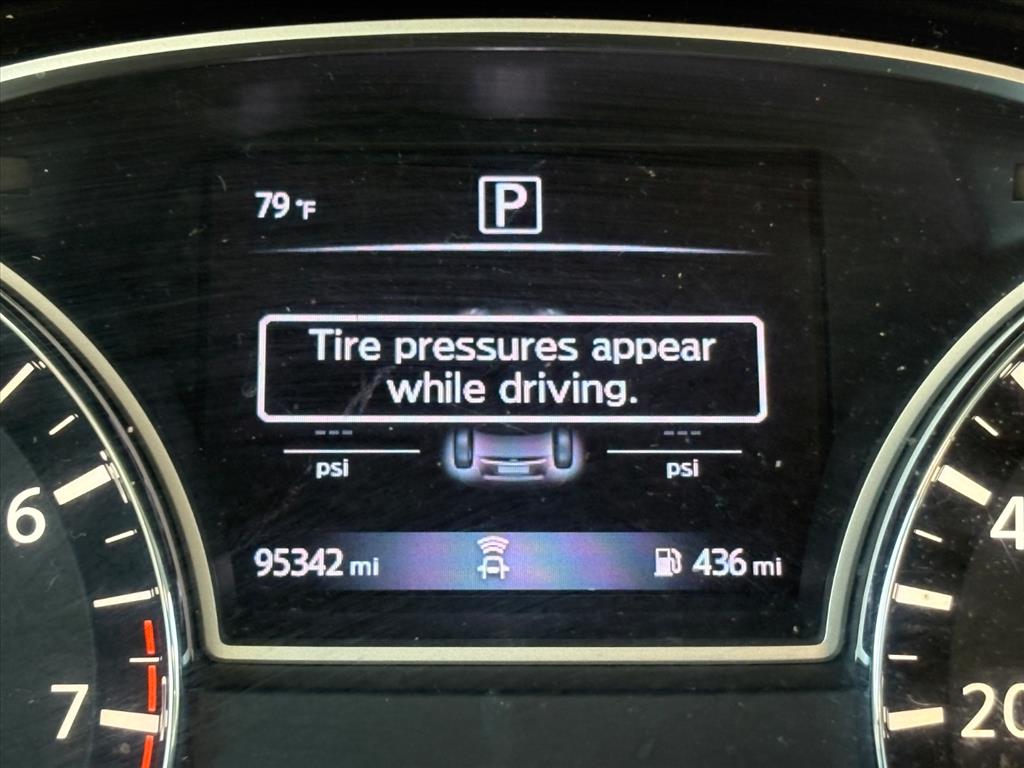 79 °F
P
Tire pressures appear
while driving.
--- ---
psi psi
95342 mi 436 mi
6
7
4
20